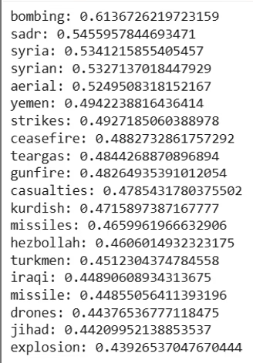 bombing: 0.6136726219723159
sadr: 0.5455957844693471
syria: 0.5341215855405457
syrian: 0.5327137018447929
aerial: 0.5249508318152167
yemen: 0.4942238816436414
strikes: 0.4927185060388978
ceasefire: 0.4882732861757292
teargas: 0.4844268870896894
gunfire: 0.48264935391012054
casualties: 0.4785431780375502
kurdish: 0.4715897387167777
missiles: 0.4659961966632906
hezbollah: 0.4606014932323175
turkmen: 0.4512304374784558
iraqi: 0.44890608934313675
missile: 0.44855056411393196
drones: 0.44376536777118475
jihad: 0.44209952138853537
explosion: 0.43926537047670444